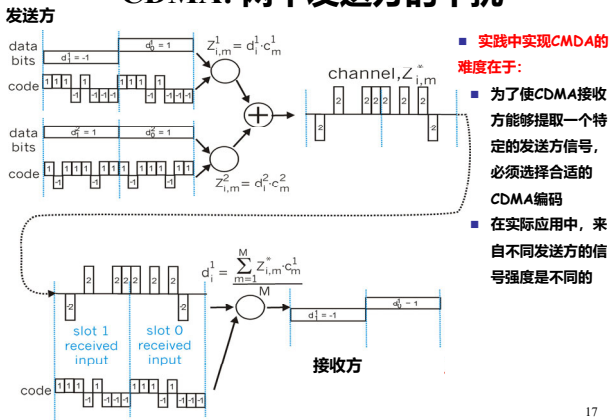 CDMA: 两个发送方的干扰
发送方
data bits
d₁¹ = -1
d₀¹ = 1
Z¹i,m = d¹i·c¹m
code
1 1 1 1 1 1 1 1
-1 -1 -1 -1 -1 -1 -1 -1
data bits
d₁² = 1
d₀² = 1
code
1 1 1 1 1 1 1 1 1 1 1 1
-1 -1 -1 -1
Z²i,m = d²i·c²m
channel, Z*i,m
2 2 2 2 2 2
2 2
实践中实现CMDA的
难度在于:
为了使CDMA接收
方能够提取一个特
定的发送方信号,
必须选择合适的
CDMA编码
在实际应用中，来
自不同发送方的信
号强度是不同的
2 2 2 2 2 2
2 2
slot 1
received
input
slot 0
received
input
code
1 1 1 1 1 1 1 1
-1 -1 -1 -1 -1 -1 -1 -1
d¹i = ∑ Z*i,m·c¹m
M
m=1
M
d₁¹ = -1
d₀¹ = 1
接收方
17